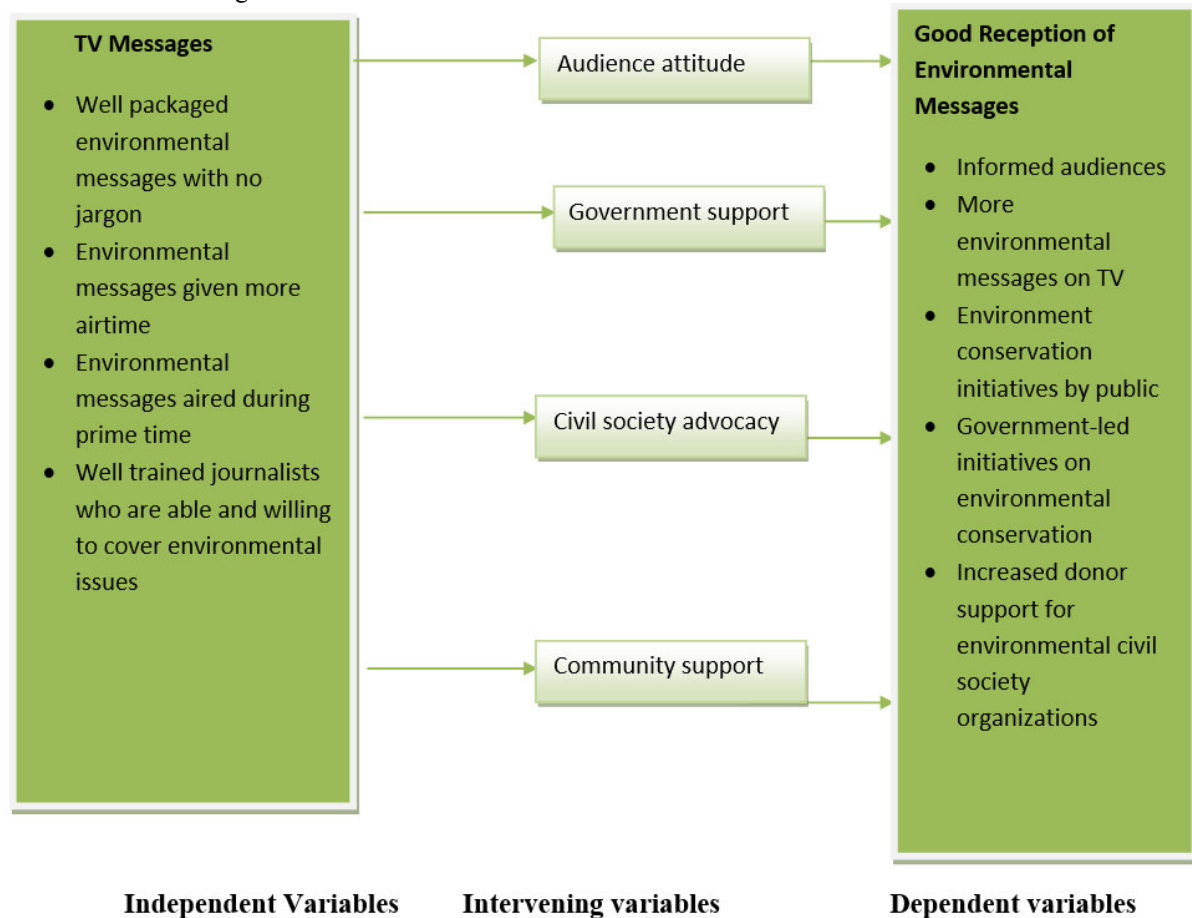 TV Messages
• Well packaged
environmental
messages with no
jargon
• Environmental
messages given more
airtime
• Environmental
messages aired during
prime time
• Well trained journalists
who are able and willing
to cover environmental
issues
Audience attitude
Government support
Civil society advocacy
Community support
Good Reception of
Environmental
Messages
• Informed audiences
• More
environmental
messages on TV
• Environment
conservation
initiatives by public
• Government-led
initiatives on
environmental
conservation
• Increased donor
support for
environmental civil
society
organizations
Independent Variables
Intervening variables
Dependent variables